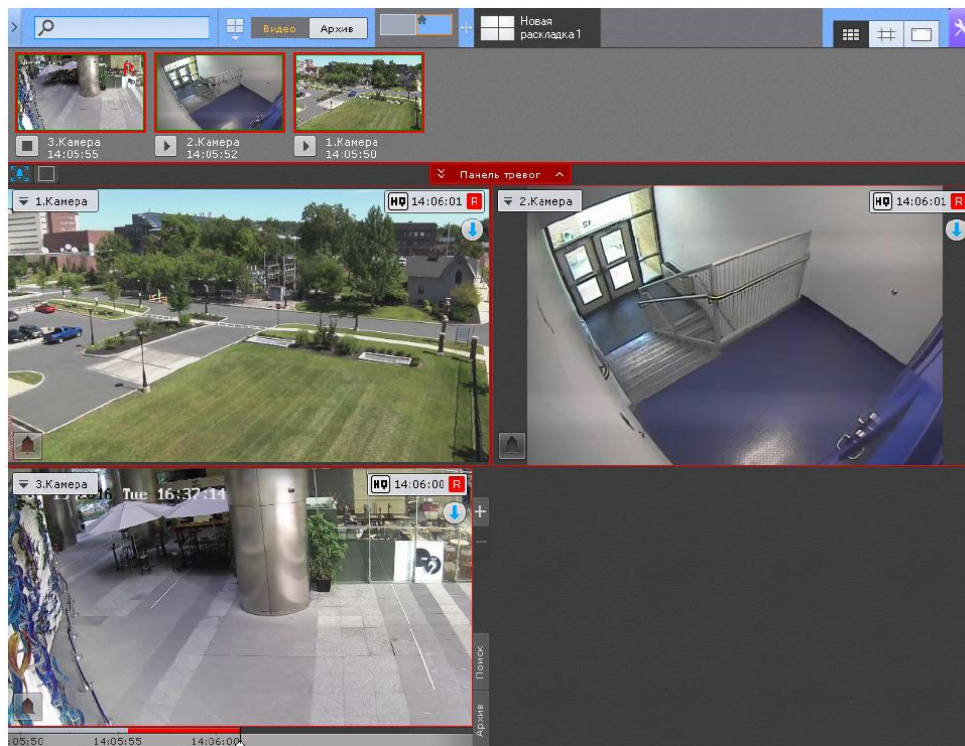 Видео
Архив
Новая
раскладка 1
3.Камера
14:05:55
2.Камера
14:05:52
1.Камера
14:05:50
Панель тревог
1.Камера
HQ 14:06:01 R
2.Камера
HQ 14:06:01 R
3.Камера
HQ 14:06:00 R
Tue 16:37:14
Поиск
Архив
05:50
14:05:55
14:06:00